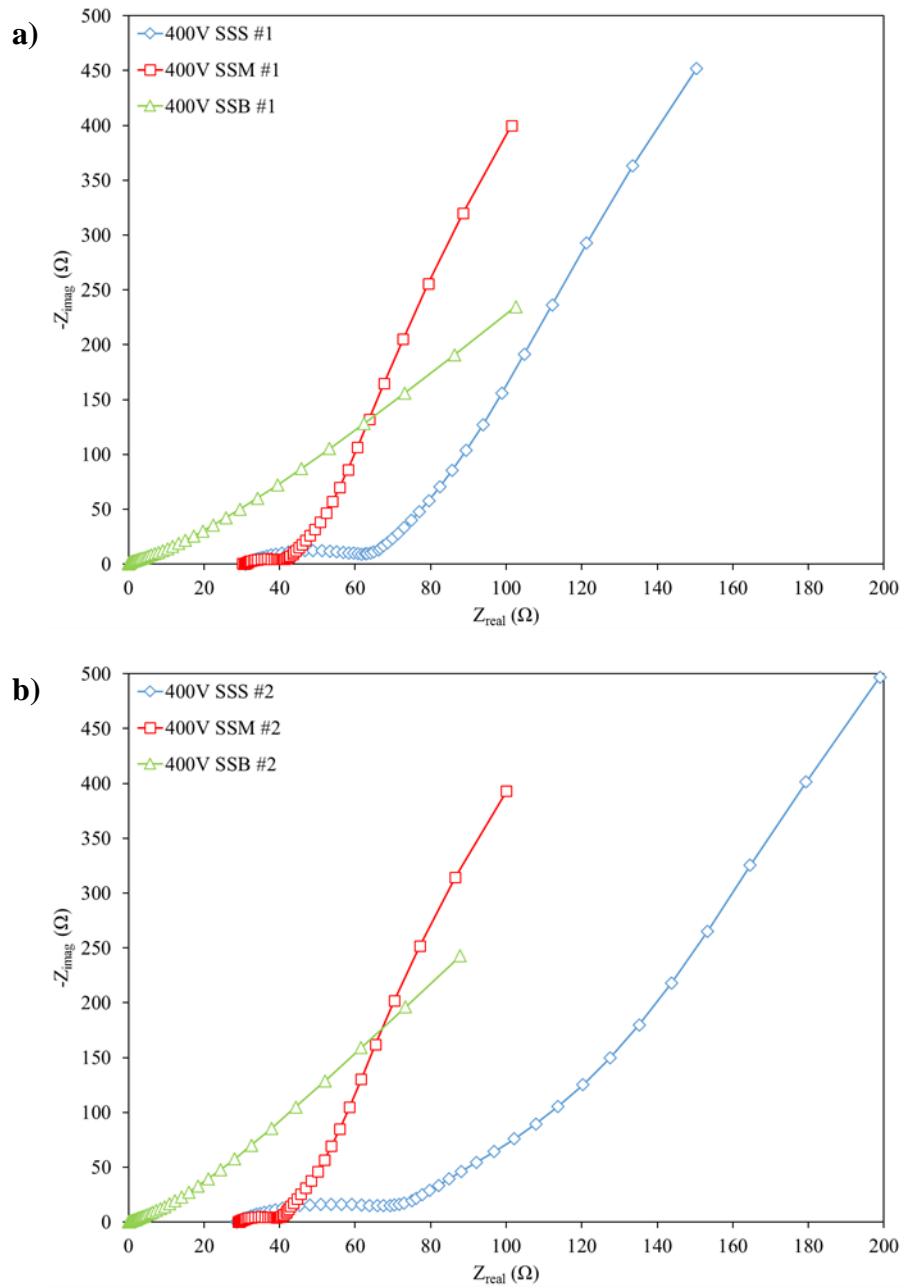 a)
400V SSS #1
400V SSM #1
400V SSB #1
500
450
400
350
300
250
200
150
100
50
0
-Zimag (Ω)
0 20 40 60 80 100 120 140 160 180 200
Zreal (Ω)
b)
400V SSS #2
400V SSM #2
400V SSB #2
500
450
400
350
300
250
200
150
100
50
0
-Zimag (Ω)
0 20 40 60 80 100 120 140 160 180 200
Zreal (Ω)